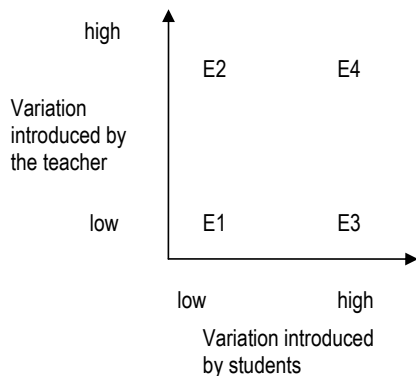 high
E2 E4
Variation
introduced by
the teacher
low E1 E3
low high
Variation introduced
by students